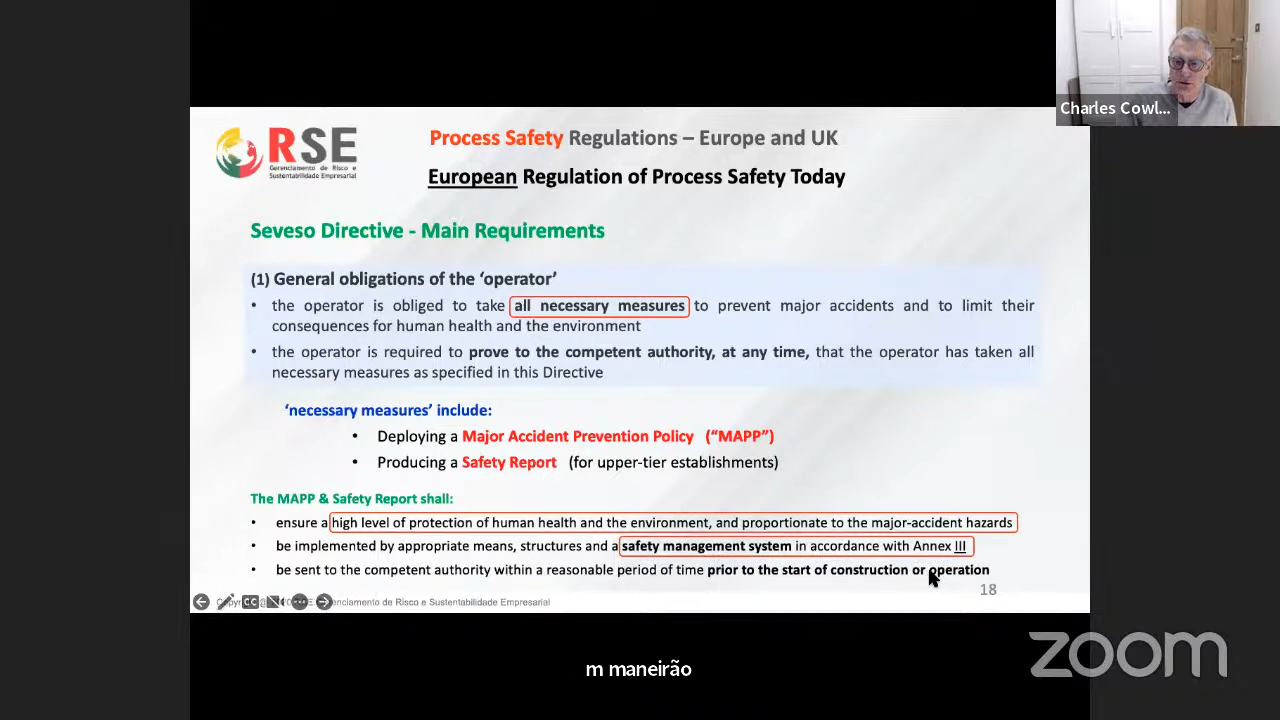 Charles Cowl...
RSE
Gerenciamento de Risco e
Sustentabilidade Empresarial
Process Safety Regulations – Europe and UK
European Regulation of Process Safety Today
Seveso Directive - Main Requirements
(1) General obligations of the ‘operator’
• the operator is obliged to take all necessary measures to prevent major accidents and to limit their
consequences for human health and the environment
• the operator is required to prove to the competent authority, at any time, that the operator has taken all
necessary measures as specified in this Directive
‘necessary measures’ include:
• Deploying a Major Accident Prevention Policy (“MAPP”)
• Producing a Safety Report (for upper-tier establishments)
The MAPP & Safety Report shall:
• ensure a high level of protection of human health and the environment, and proportionate to the major-accident hazards
• be implemented by appropriate means, structures and a safety management system in accordance with Annex III
• be sent to the competent authority within a reasonable period of time prior to the start of construction or operation
18
CC Gerenciamento de Risco e Sustentabilidade Empresarial
m maneirão
zoom